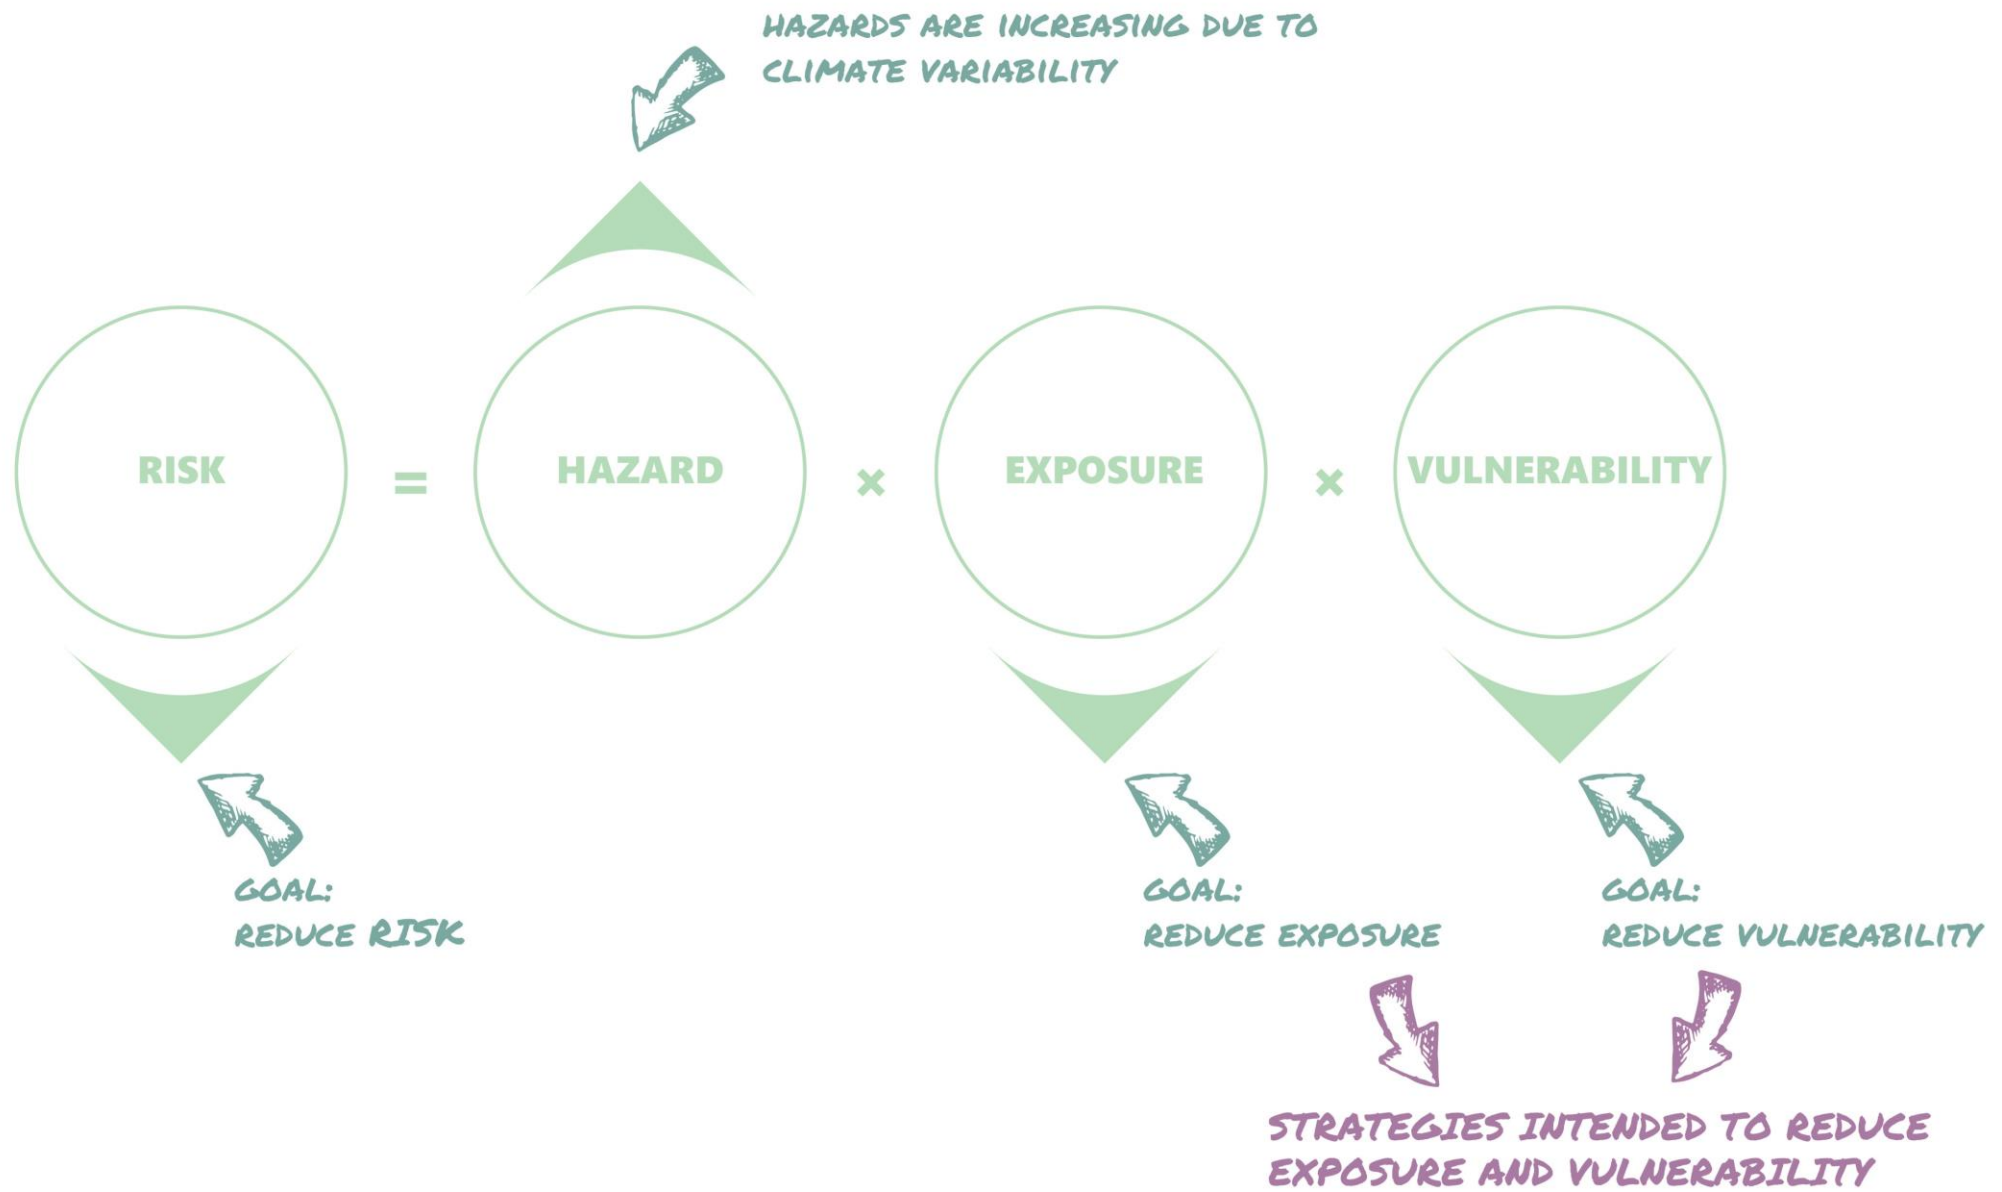 HAZARDS ARE INCREASING DUE TO
CLIMATE VARIABILITY
RISK = HAZARD × EXPOSURE × VULNERABILITY
GOAL:
REDUCE RISK
GOAL:
REDUCE EXPOSURE
GOAL:
REDUCE VULNERABILITY
STRATEGIES INTENDED TO REDUCE
EXPOSURE AND VULNERABILITY